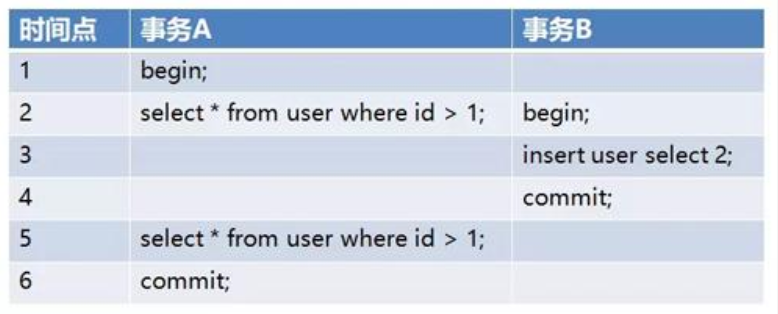 时间点 事务A 事务B
1 begin;
2 select * from user where id > 1; begin;
3 insert user select 2;
4 commit;
5 select * from user where id > 1;
6 commit;